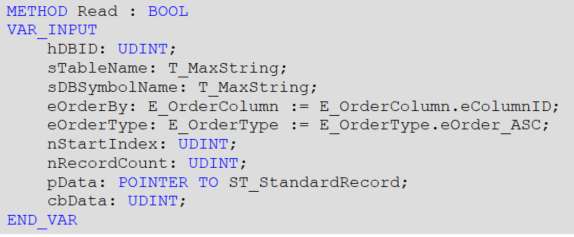 METHOD Read : BOOL
VAR_INPUT
    hDBID: UDINT;
    sTableName: T_MaxString;
    sDBSymbolName: T_MaxString;
    eOrderBy: E_OrderColumn := E_OrderColumn.eColumnID;
    eOrderType: E_OrderType := E_OrderType.eOrder_ASC;
    nStartIndex: UDINT;
    nRecordCount: UDINT;
    pData: POINTER TO ST_StandardRecord;
    cbData: UDINT;
END_VAR